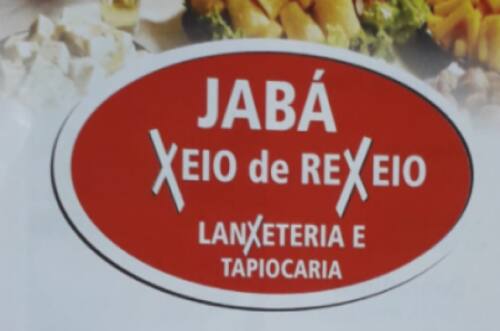 JABÁ
XEIO de REXEIO
LANXETERIA E
TAPIOCARIA